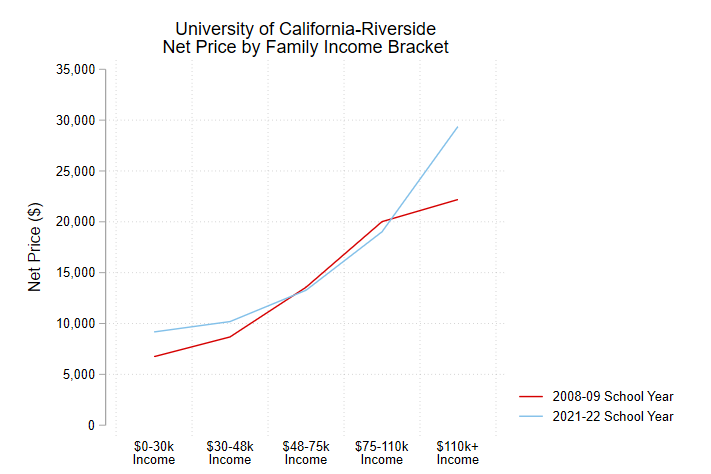 University of California-Riverside
Net Price by Family Income Bracket
35,000
30,000
25,000
20,000
15,000
10,000
5,000
0
Net Price ($)
$0-30k
Income
$30-48k
Income
$48-75k
Income
$75-110k
Income
$110k+
Income
2008-09 School Year
2021-22 School Year